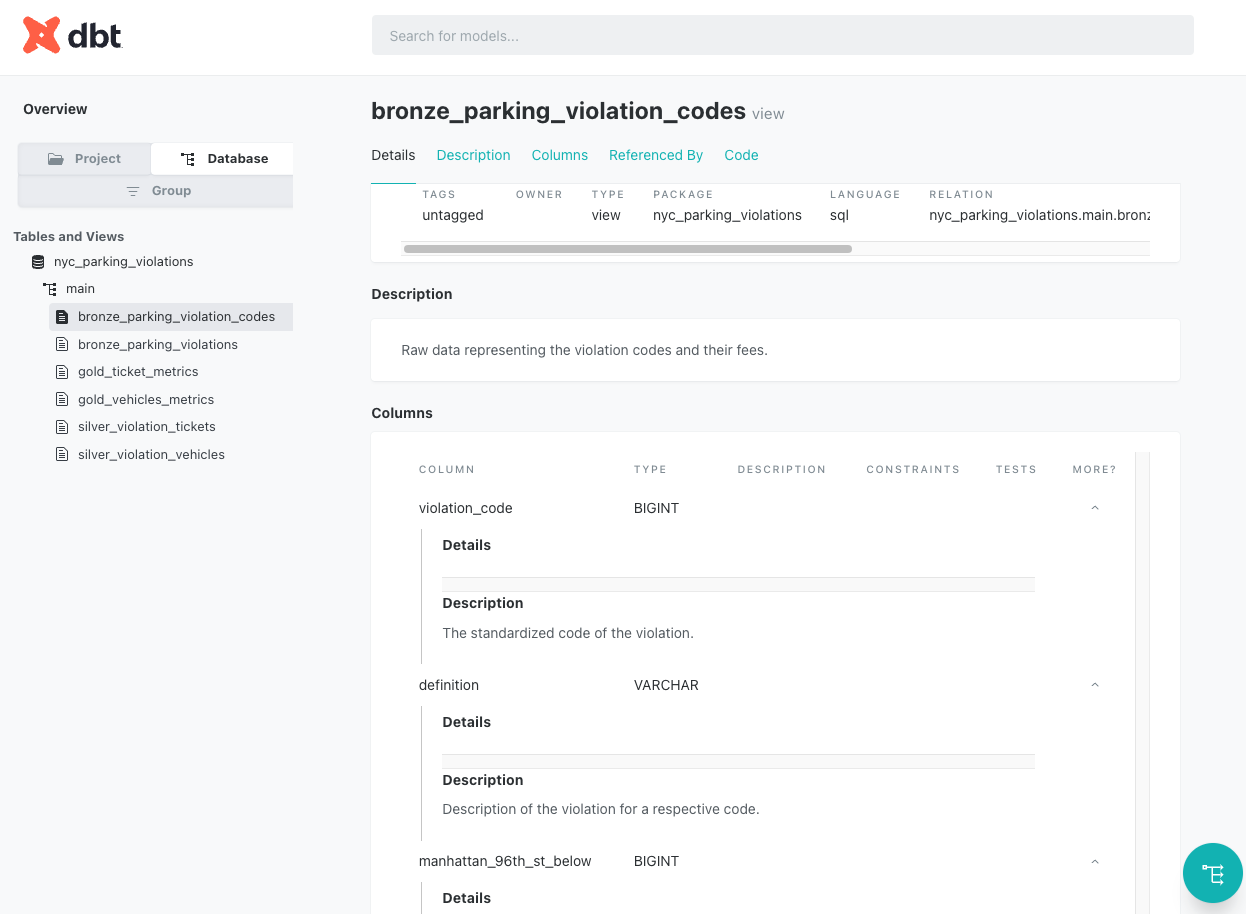 dbt
Search for models...
Overview
Project
Database
Group
Tables and Views
nyc_parking_violations
main
bronze_parking_violation_codes
bronze_parking_violations
gold_ticket_metrics
gold_vehicles_metrics
silver_violation_tickets
silver_violation_vehicles
bronze_parking_violation_codes view
Details Description Columns Referenced By Code
TAGS OWNER TYPE PACKAGE LANGUAGE RELATION
untagged view nyc_parking_violations sql nyc_parking_violations.main.bronz
Description
Raw data representing the violation codes and their fees.
Columns
COLUMN TYPE DESCRIPTION CONSTRAINTS TESTS MORE?
violation_code BIGINT
Details
Description
The standardized code of the violation.
definition VARCHAR
Details
Description
Description of the violation for a respective code.
manhattan_96th_st_below BIGINT
Details